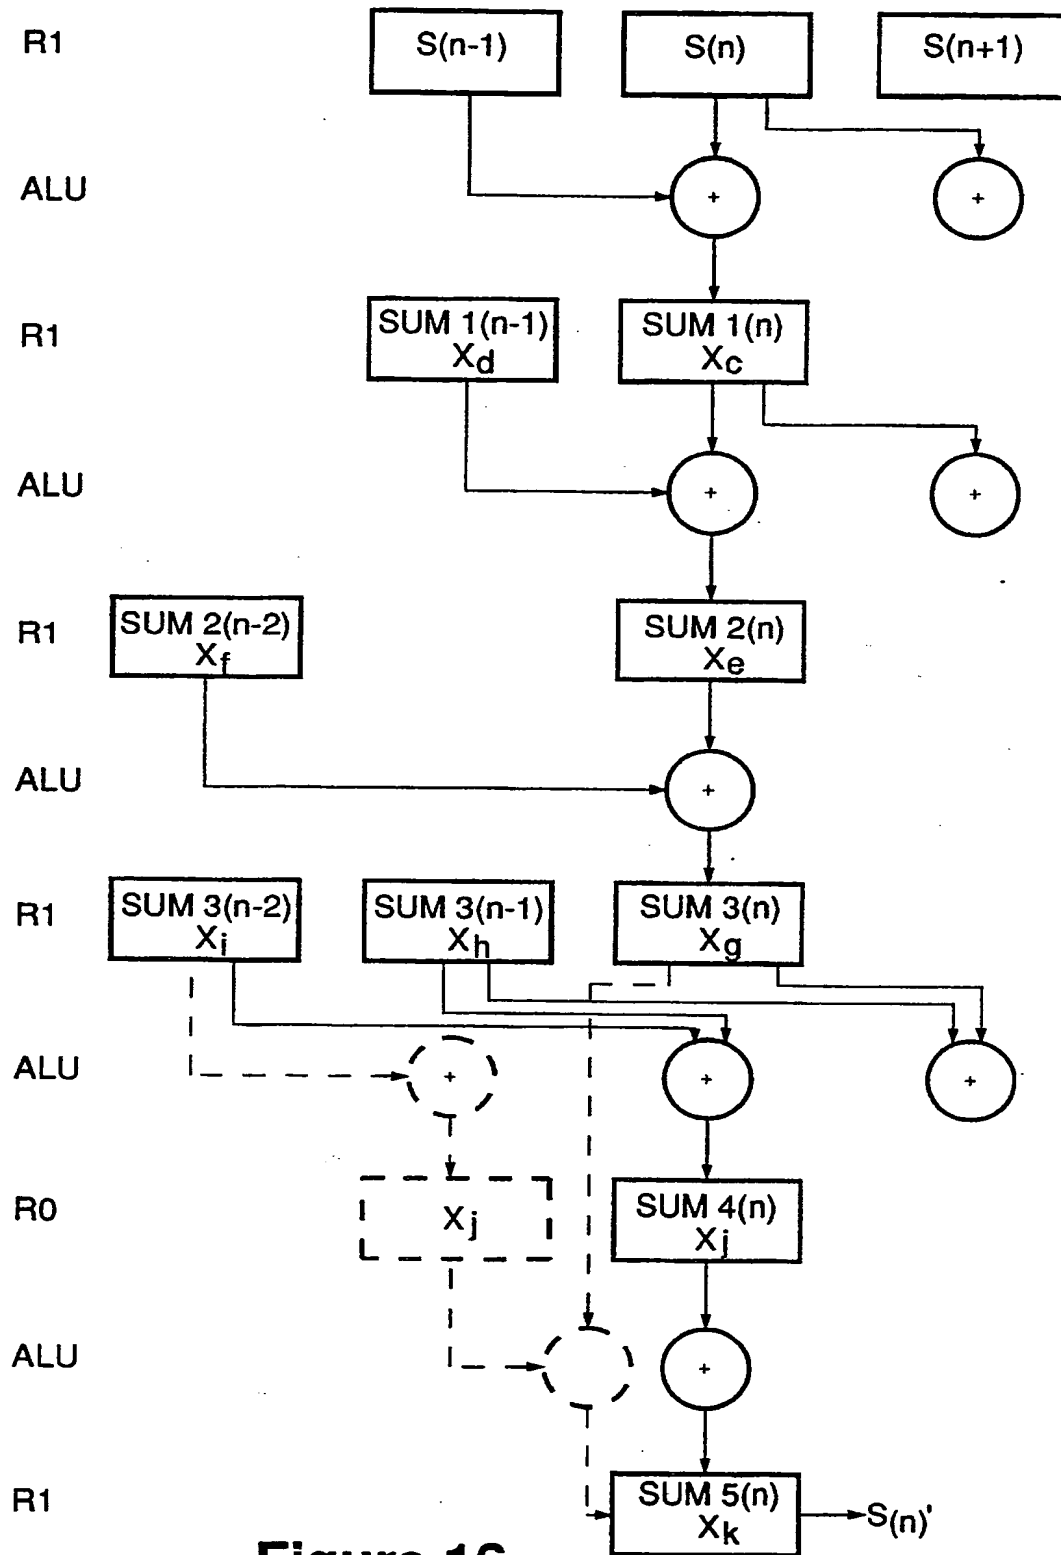 R1 S(n-1) S(n) S(n+1)
ALU + +
R1 SUM 1(n-1) SUM 1(n)
Xd Xc
ALU + +
R1 SUM 2(n-2) SUM 2(n)
Xf Xe
ALU +
R1 SUM 3(n-2) SUM 3(n-1) SUM 3(n)
Xi Xh Xg
ALU + + +
R0 Xj SUM 4(n)
Xj
ALU +
R1 SUM 5(n) S(n)'
Xk
Figure 16